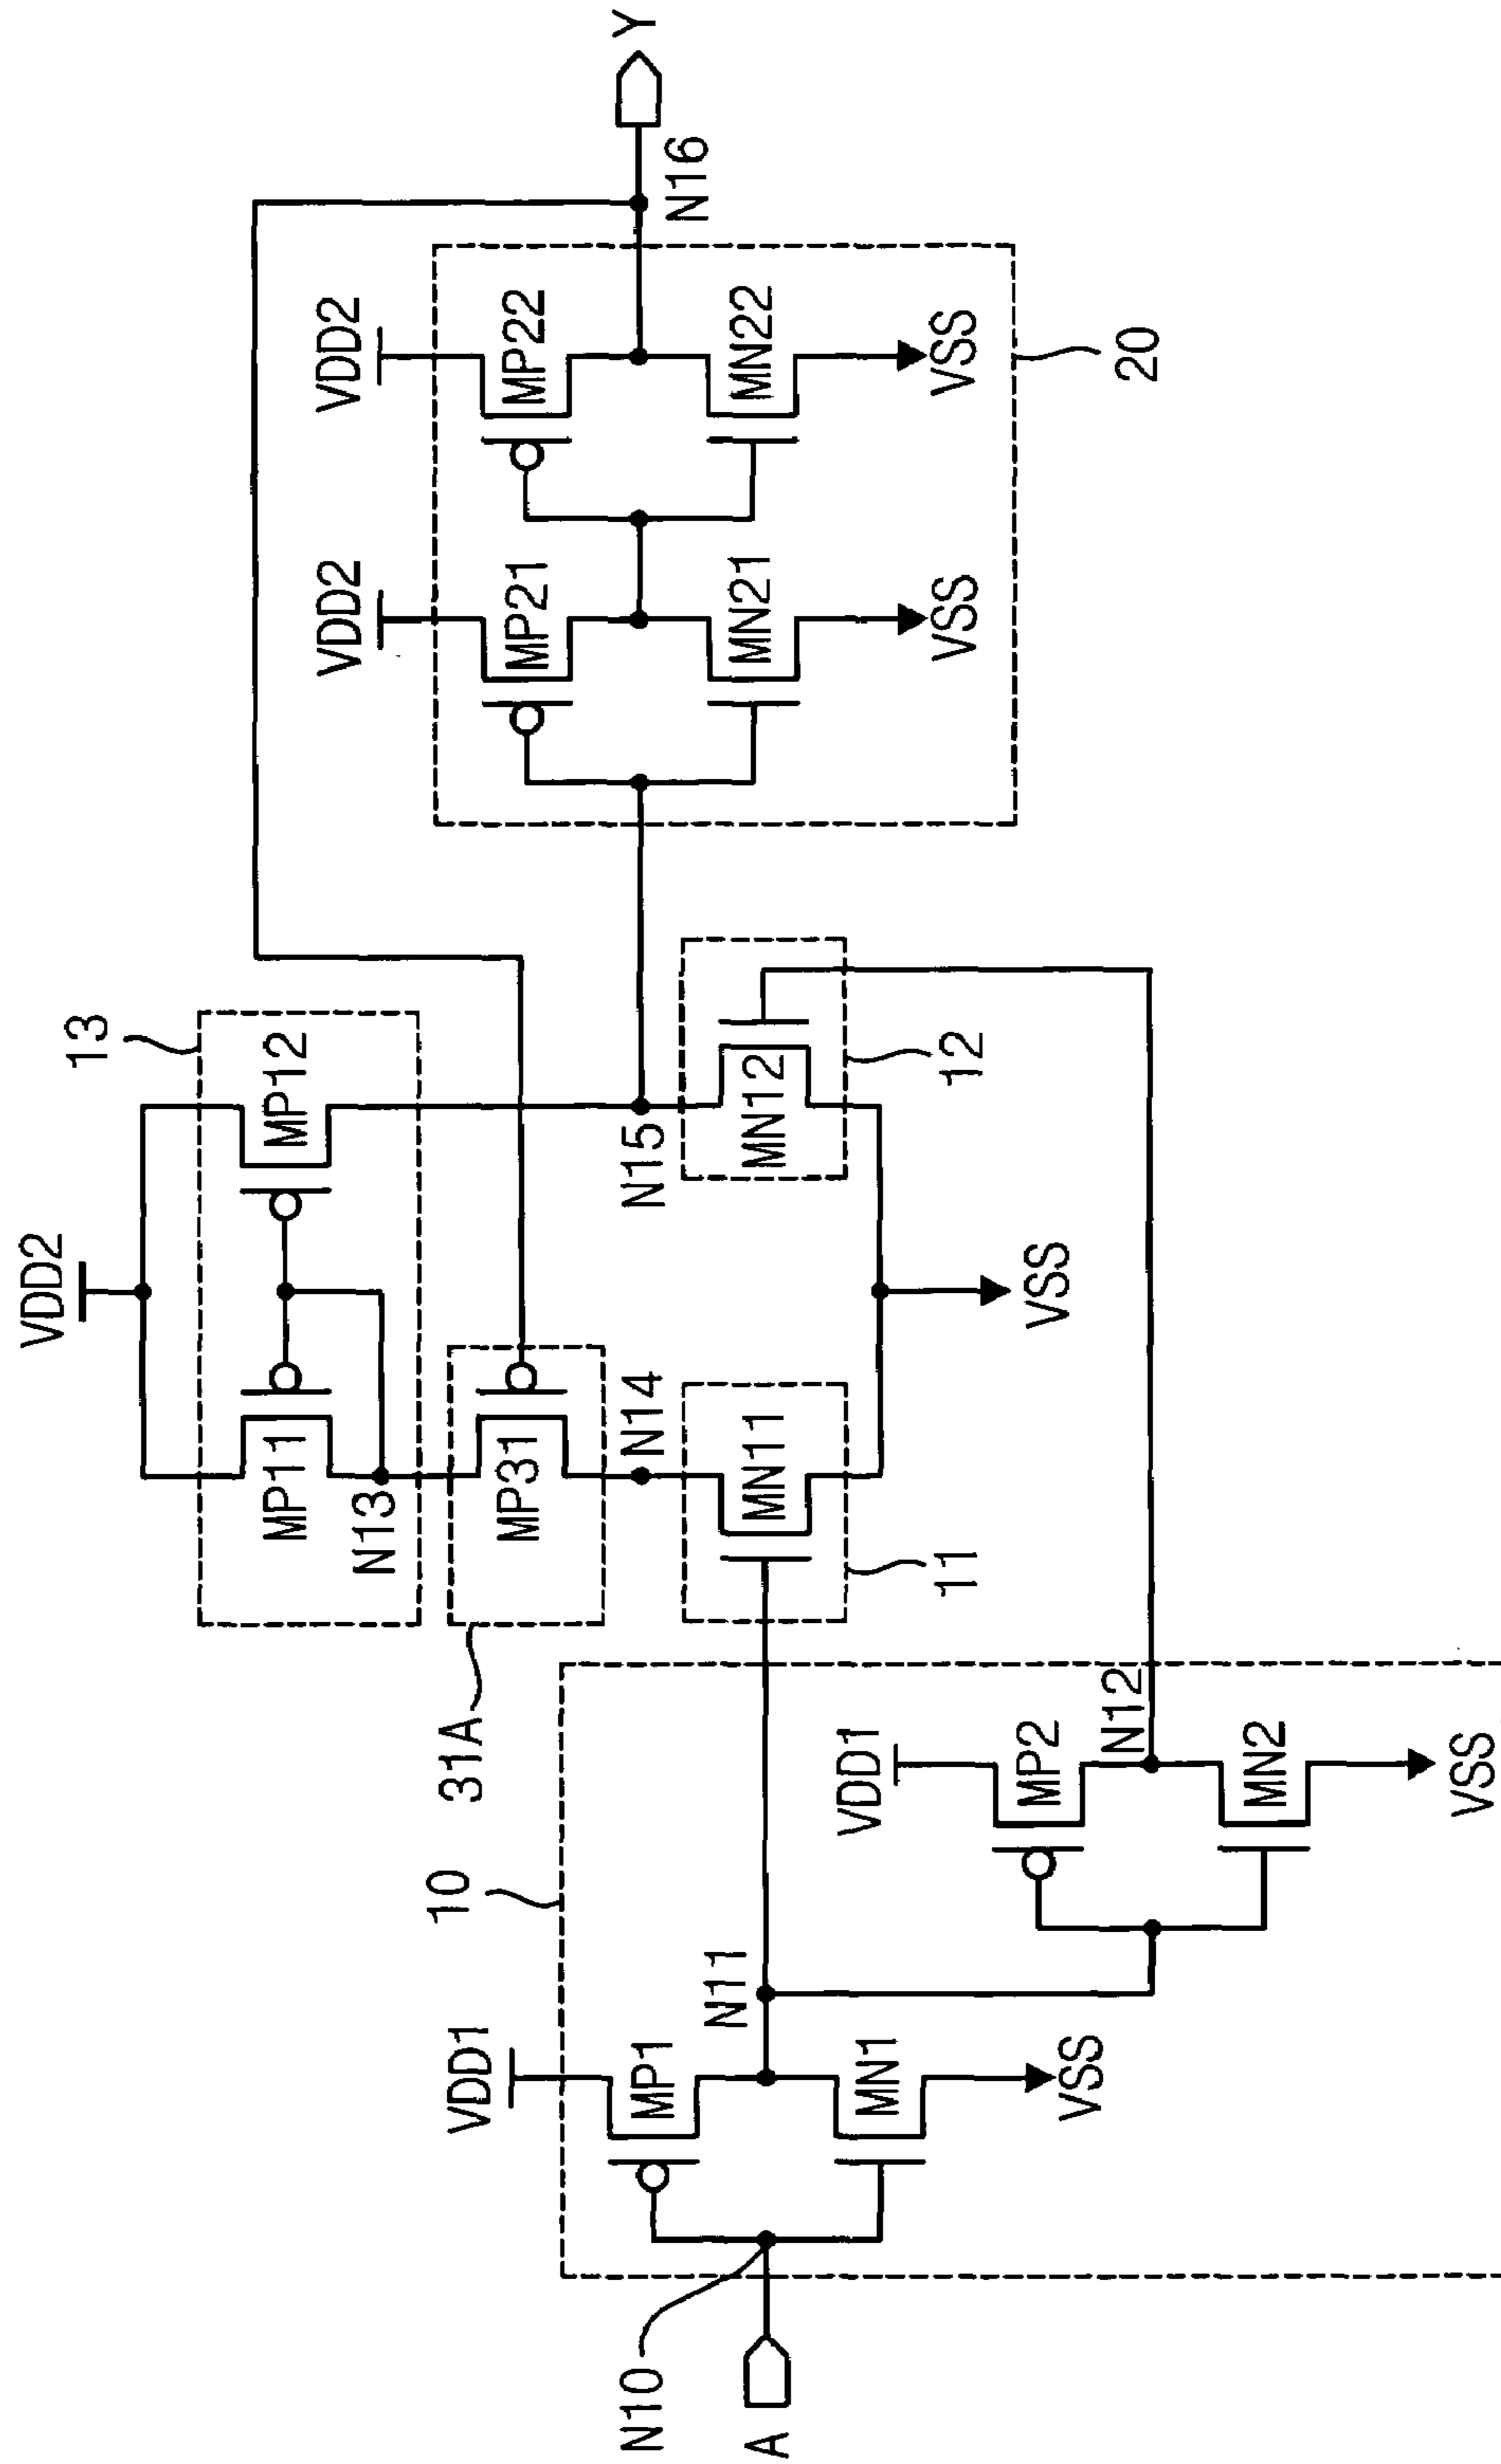 VDD2
13
MP11
MP12
N13
31A
MP31
N14
N15
MN11
MN12
11
12
VSS
VDD2
VDD2
MP21
MP22
MN21
MN22
VSS
VSS
20
N16
Y
10
VDD1
MP1
N11
MN1
VSS
N10
A
VDD1
MP2
N12
MN2
VSS